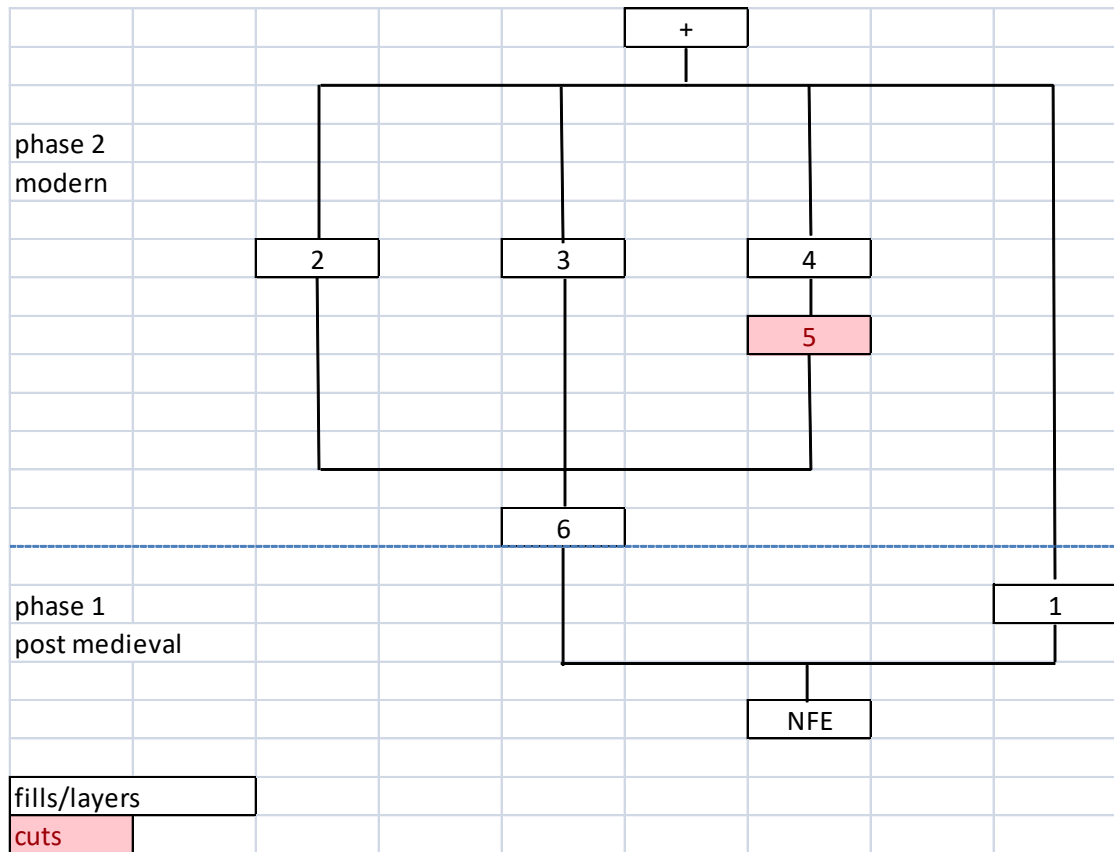 +
phase 2
modern
2 3 4
5
6
phase 1 1
post medieval
NFE
fills/layers
cuts